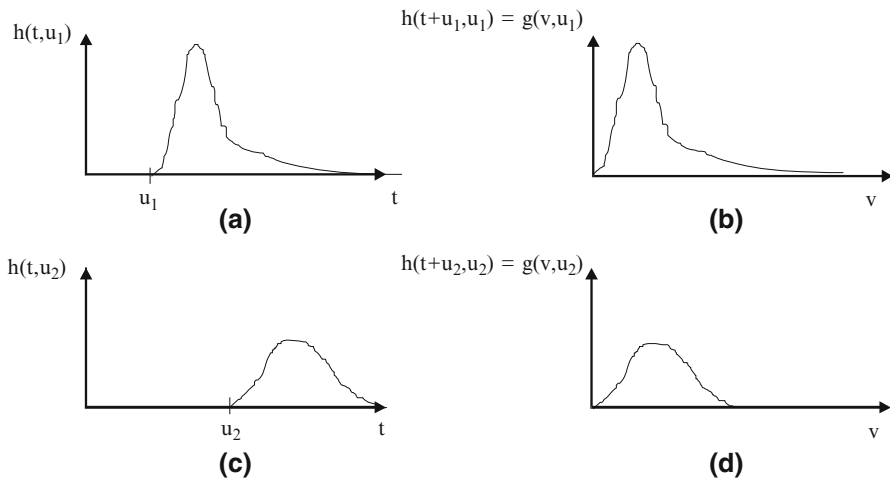 h(t,u₁)
t
u₁
(a)
h(t+u₁,u₁) = g(v,u₁)
v
(b)
h(t,u₂)
t
u₂
(c)
h(t+u₂,u₂) = g(v,u₂)
v
(d)